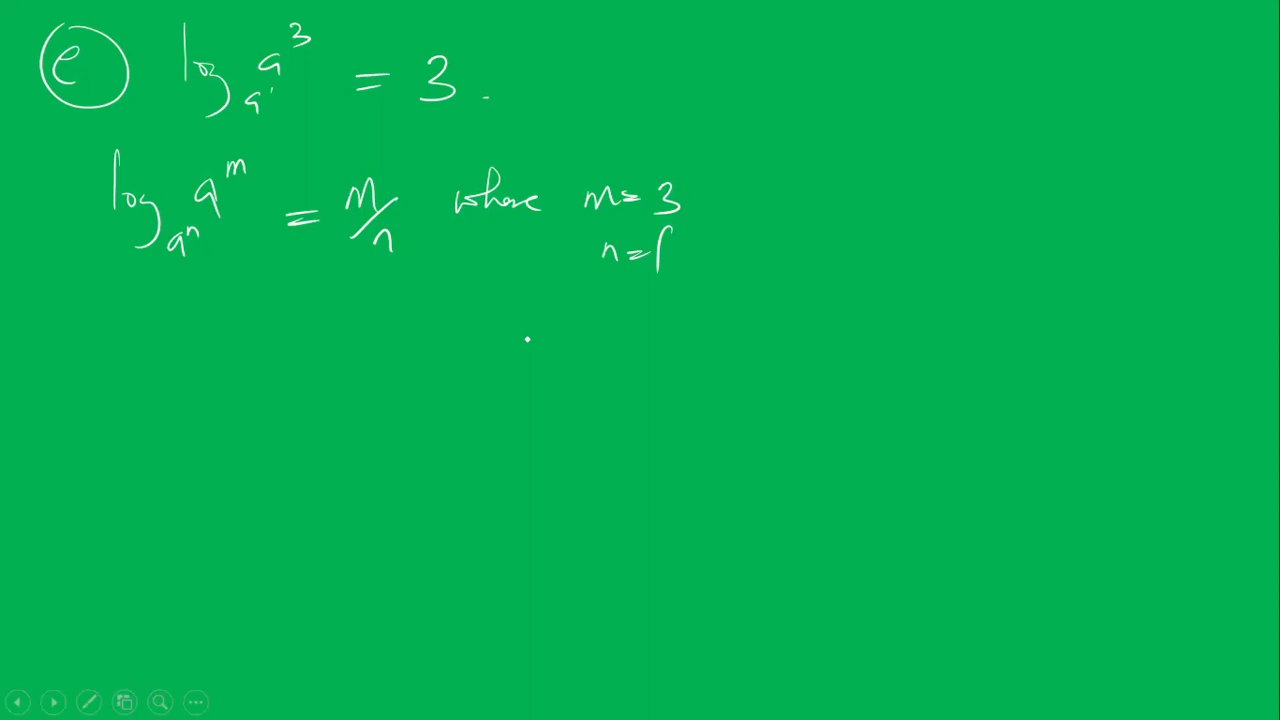 e log_{a^1} a^3 = 3 .
log_{a^n} a^m = m/n where m = 3
n = 1